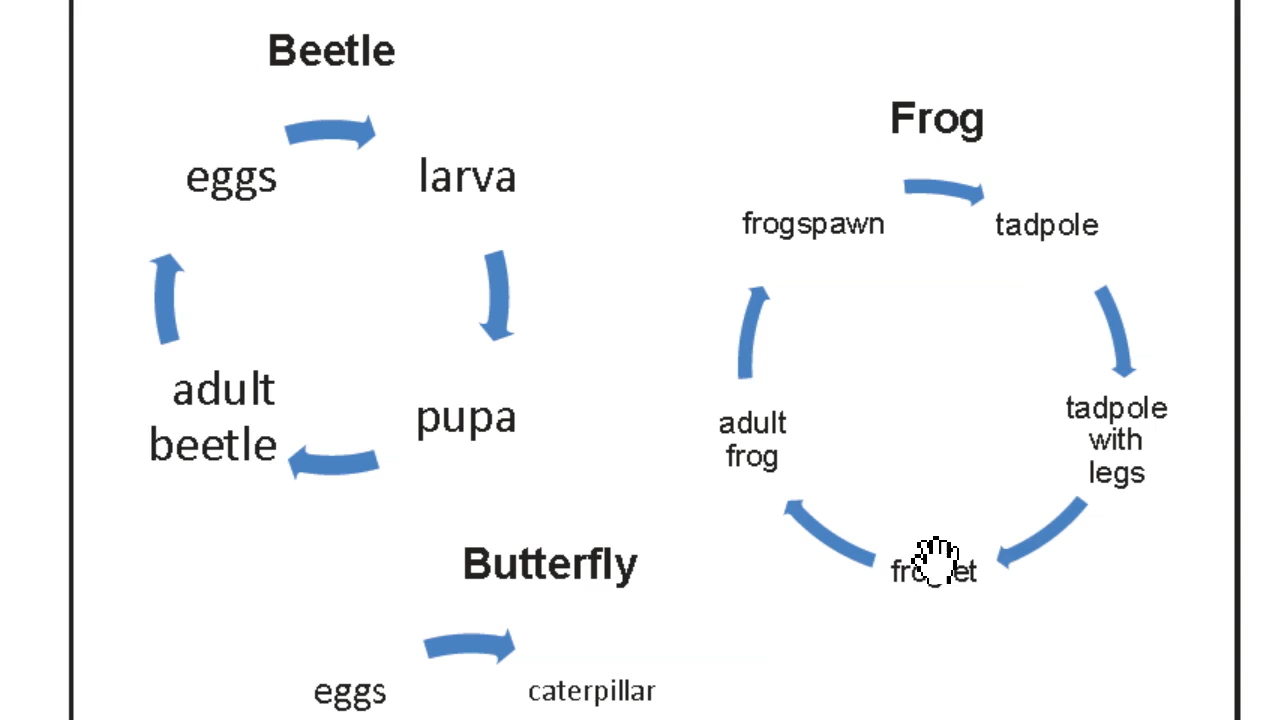 Beetle
eggs
larva
pupa
adult
beetle
Frog
frogspawn
tadpole
tadpole
with
legs
adult
frog
Butterfly
eggs
caterpillar